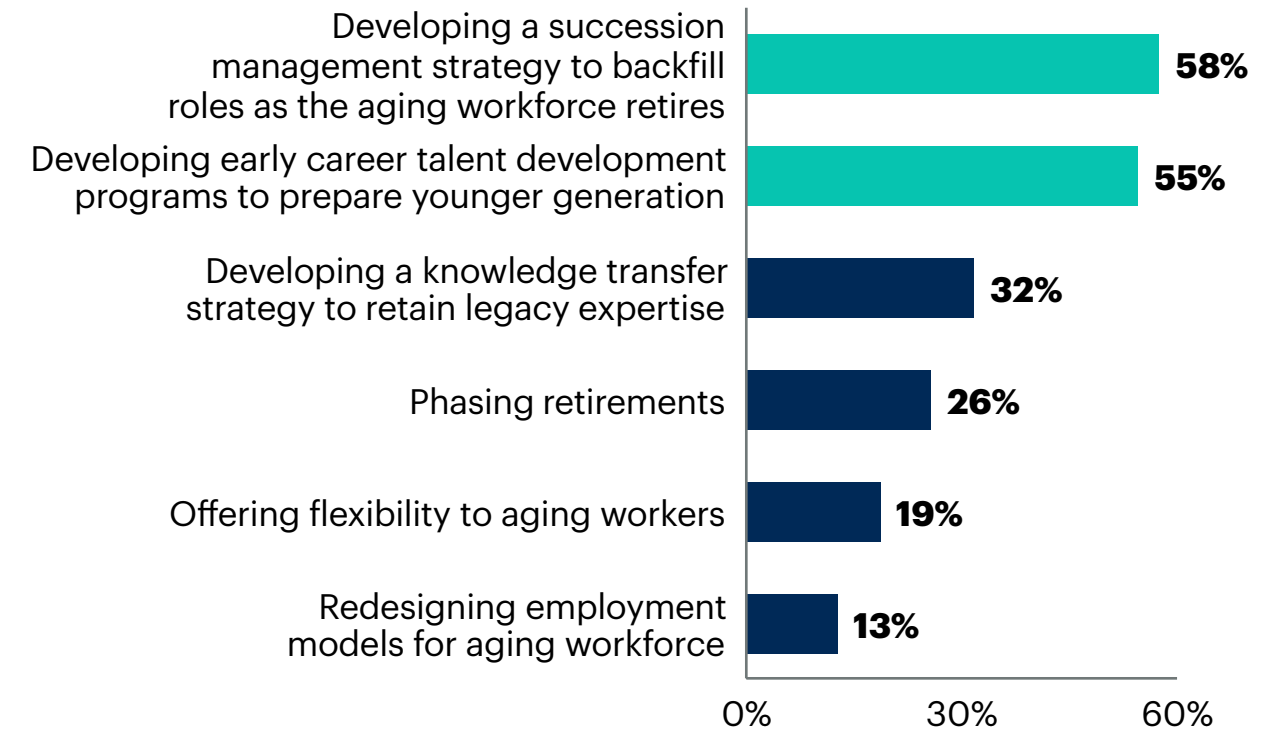 Developing a succession
management strategy to backfill
roles as the aging workforce retires
58%
Developing early career talent development
programs to prepare younger generation
55%
Developing a knowledge transfer
strategy to retain legacy expertise
32%
Phasing retirements
26%
Offering flexibility to aging workers
19%
Redesigning employment
models for aging workforce
13%
0% 30% 60%